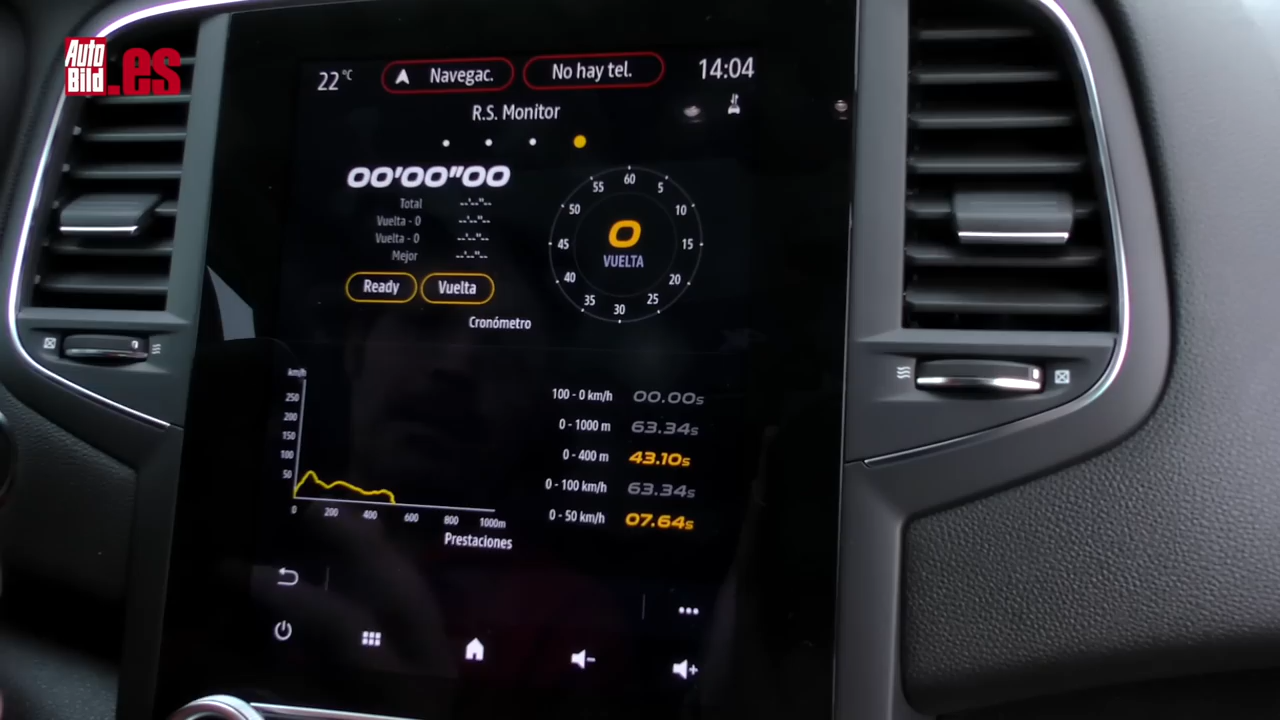 Auto
Bild.es
22°C
Navegac.
No hay tel.
14:04
R.S. Monitor
00'00"00
Total --'--"--
Vuelta - 0 --'--"--
Vuelta - 0 --'--"--
Mejor --'--"--
Ready
Vuelta
60
5
10
15
20
25
30
35
40
45
50
55
0
VUELTA
Cronómetro
km/h
250
200
150
100
50
0 200 400 600 800 1000m
Prestaciones
100 - 0 km/h 00.00s
0 - 1000 m 63.34s
0 - 400 m 43.10s
0 - 100 km/h 63.34s
0 - 50 km/h 07.64s